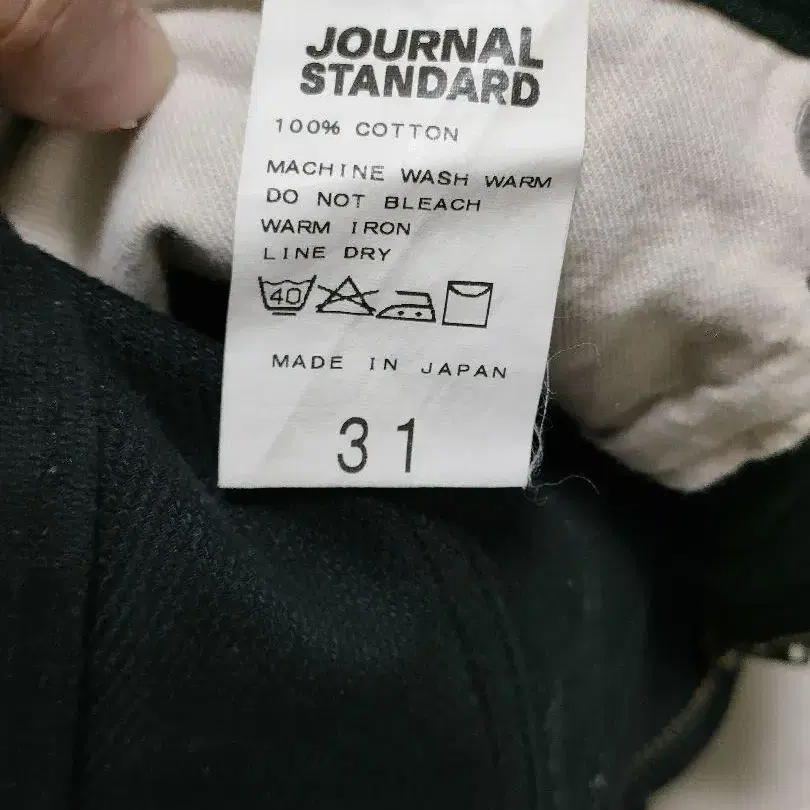 JOURNAL
STANDARD
100% COTTON
MACHINE WASH WARM
DO NOT BLEACH
WARM IRON
LINE DRY
40
MADE IN JAPAN
31